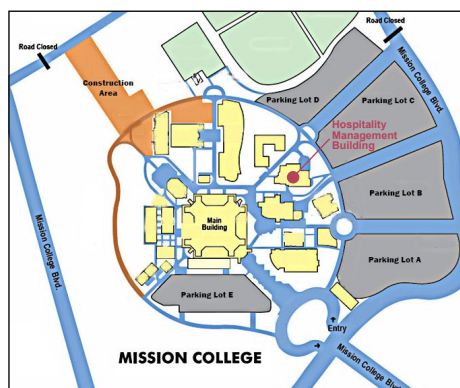 Road Closed
Road Closed
Construction
Area
Parking Lot D
Parking Lot C
Mission College
Blvd.
Hospitality
Management
Building
Parking Lot B
Main
Building
Parking Lot A
Mission College Blvd.
Parking Lot E
Entry
MISSION COLLEGE
Mission College Blvd.